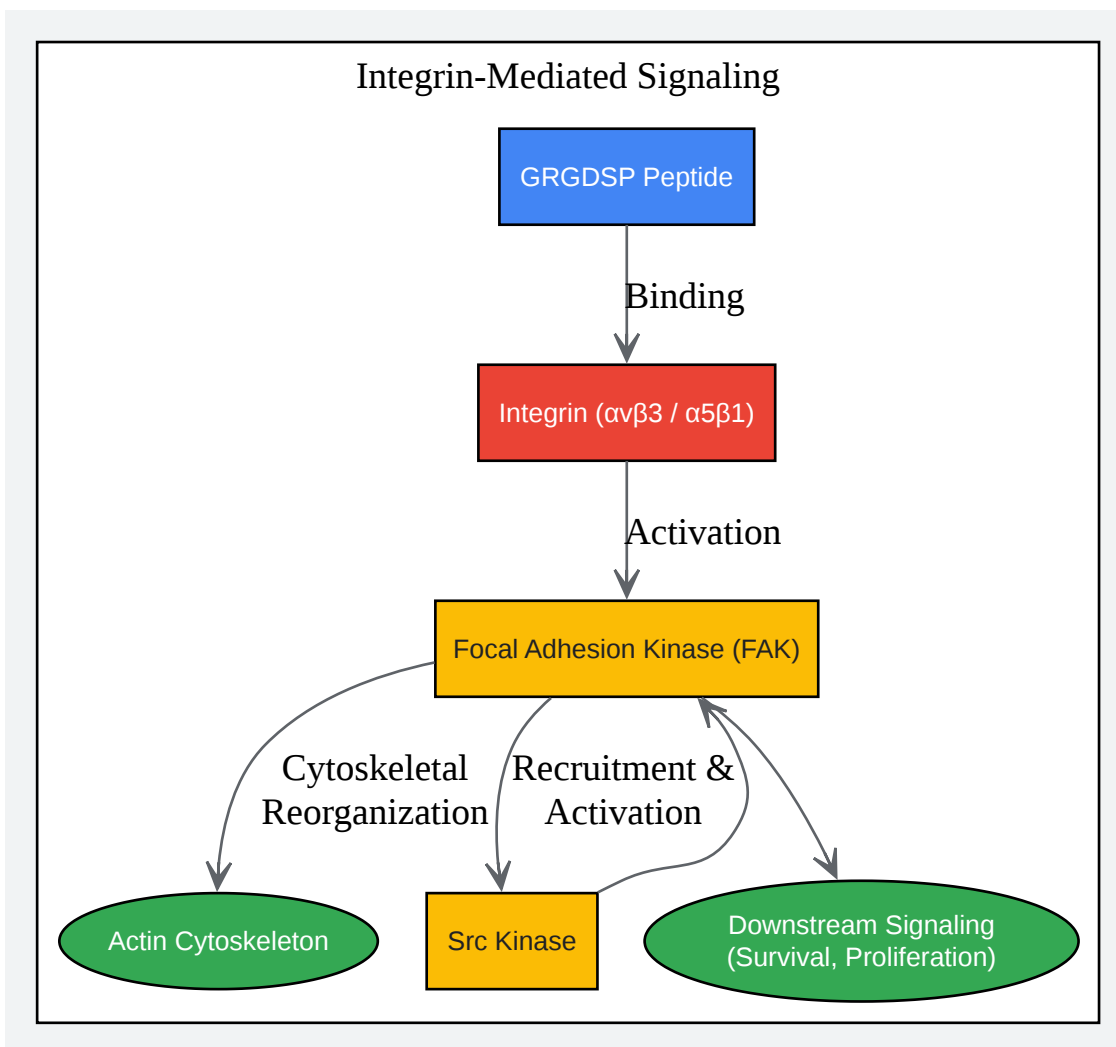 Integrin-Mediated Signaling
GRGDSP Peptide
Binding
Integrin (αvβ3 / α5β1)
Activation
Focal Adhesion Kinase (FAK)
Cytoskeletal
Reorganization
Recruitment &
Activation
Actin Cytoskeleton
Src Kinase
Downstream Signaling
(Survival, Proliferation)